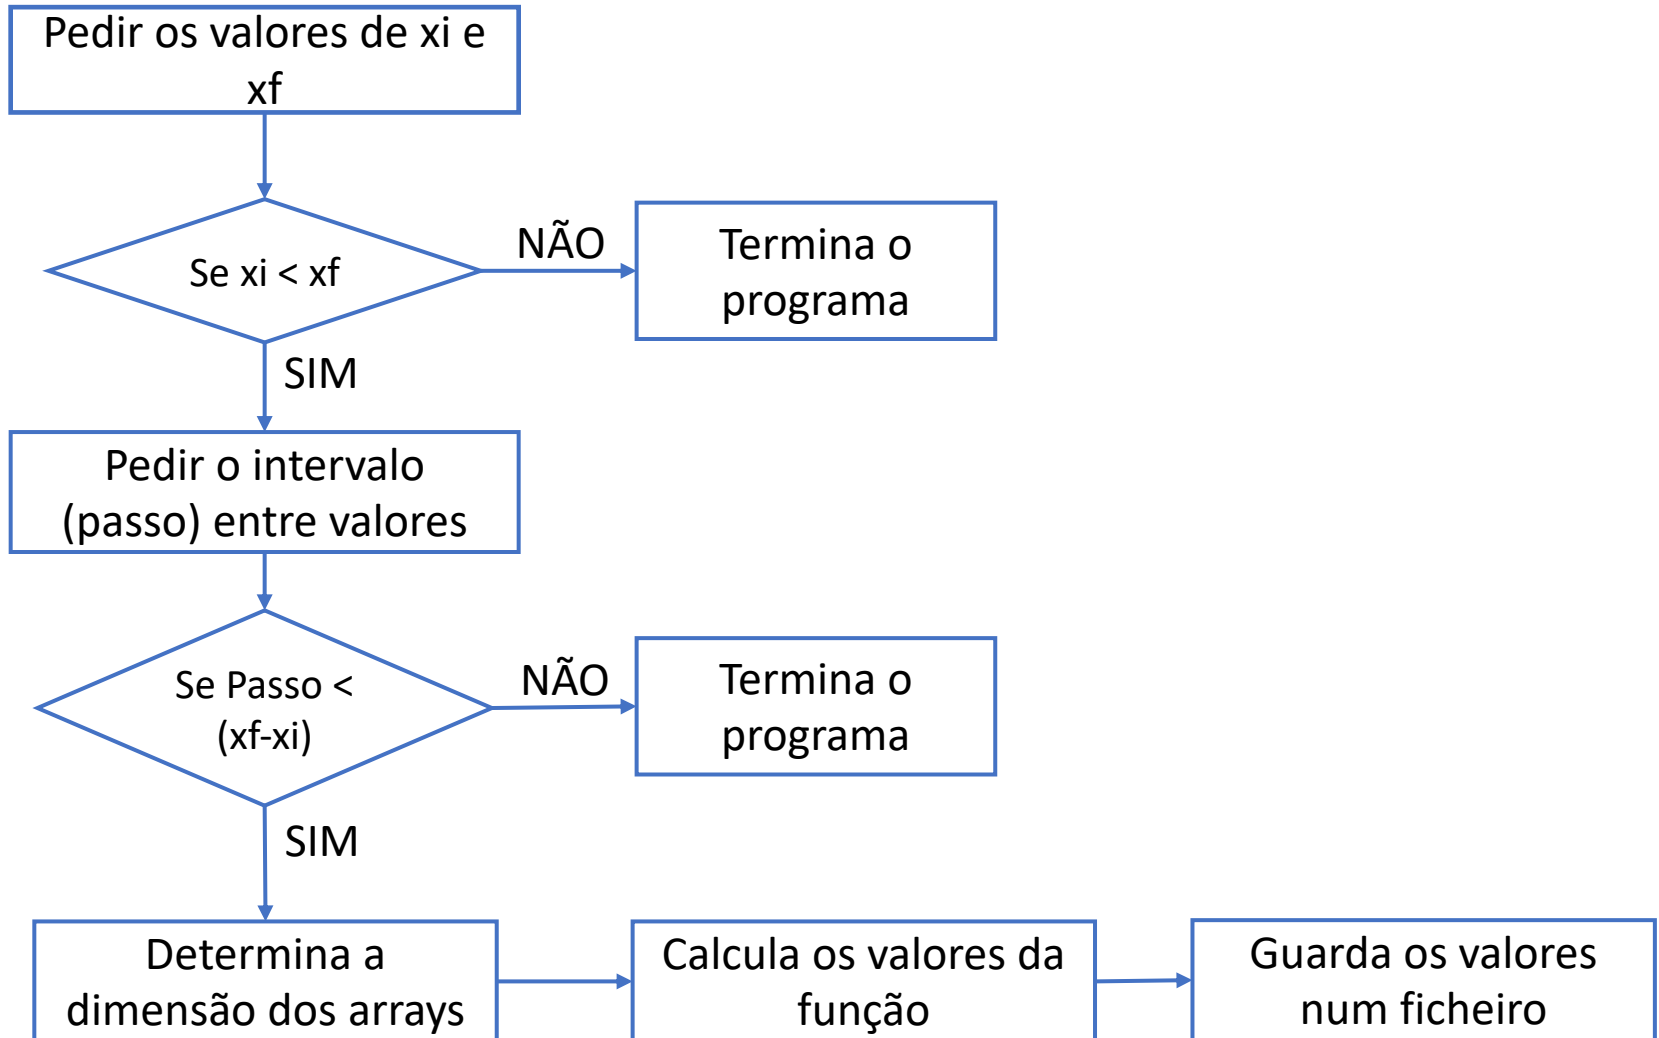 Pedir os valores de xi e
xf
Se xi < xf
NÃO
Termina o
programa
SIM
Pedir o intervalo
(passo) entre valores
Se Passo <
(xf-xi)
NÃO
Termina o
programa
SIM
Determina a
dimensão dos arrays
Calcula os valores da
função
Guarda os valores
num ficheiro